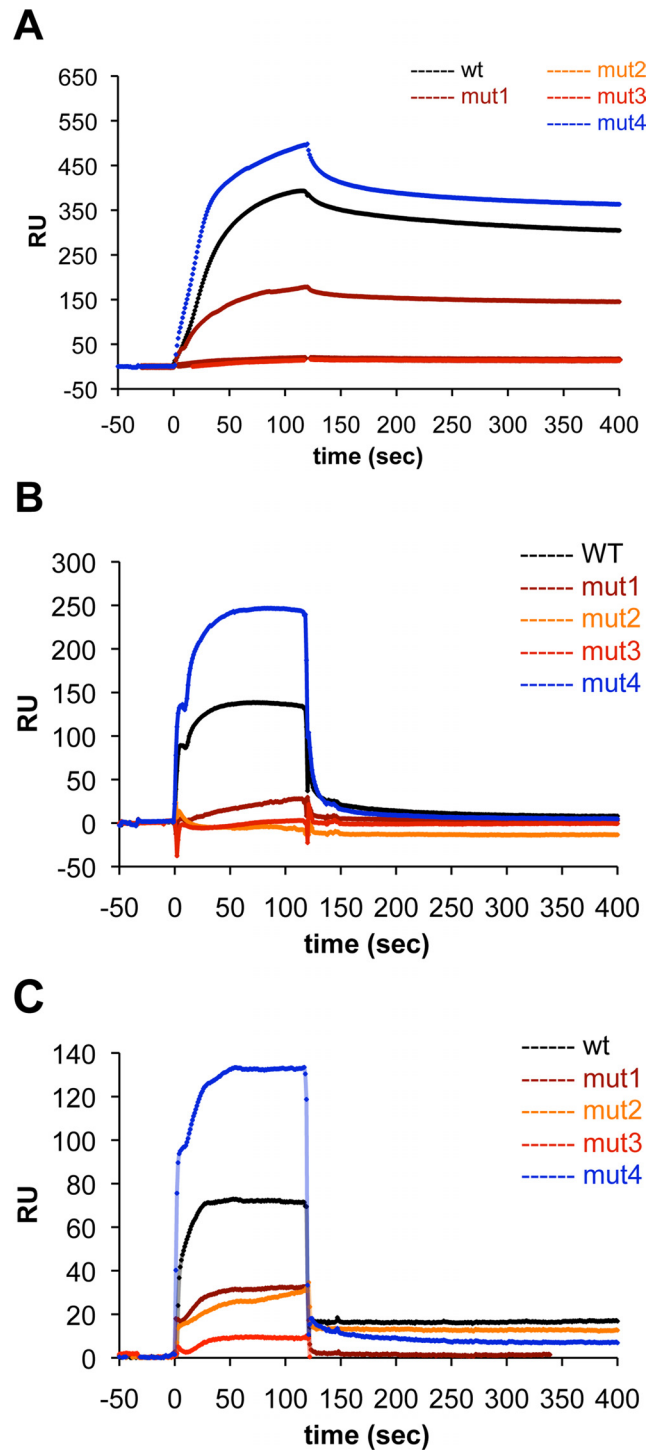 A
wt mut2
mut1 mut3
mut4
650
550
450
350
250
150
50
-50
RU
-50 0 50 100 150 200 250 300 350 400
time (sec)
B
WT
mut1
mut2
mut3
mut4
300
250
200
150
100
50
0
-50
RU
-50 0 50 100 150 200 250 300 350 400
time (sec)
C
wt
mut1
mut2
mut3
mut4
140
120
100
80
60
40
20
0
RU
-50 0 50 100 150 200 250 300 350 400
time (sec)